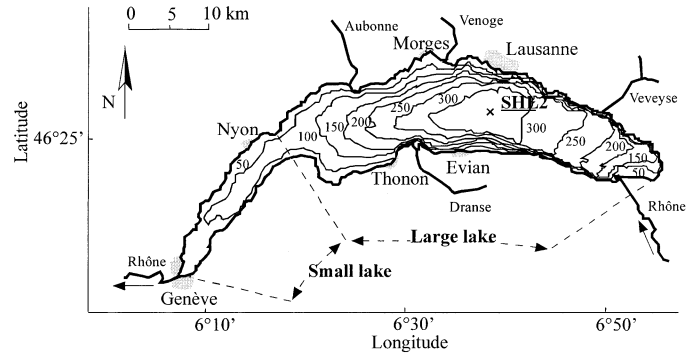 0 5 10 km
Aubonne
Venoge
Morges
Lausanne
N
Latitude
46°25'
Nyon
50
100
150
200
250
300
SHL2
300
250
200
150
50
Veveyse
Thonon
Evian
Dranse
Rhône
Large lake
Small lake
Rhône
Genève
6°10' 6°30' 6°50'
Longitude